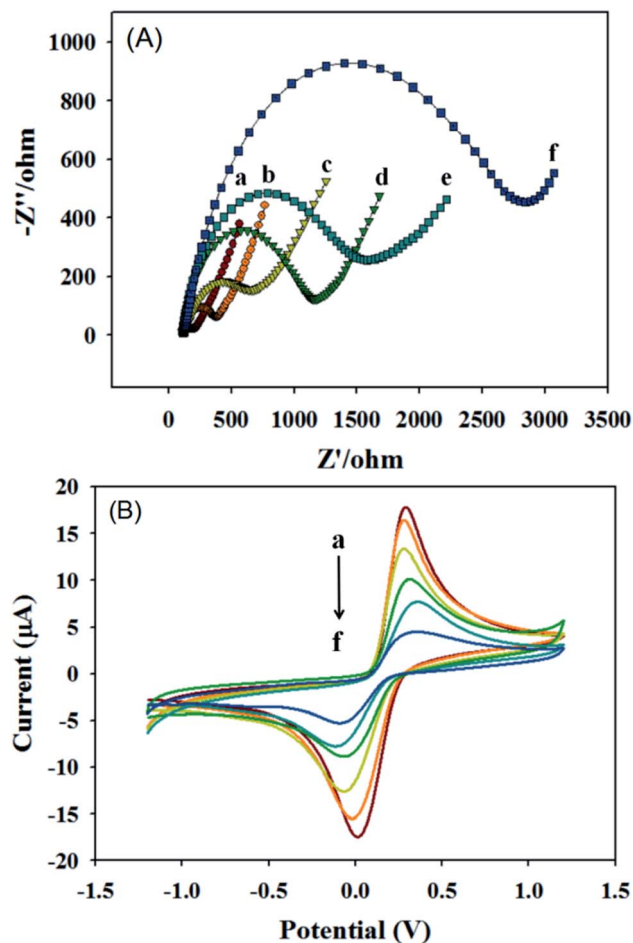 (A)
-Z''/ohm
1000
800
600
400
200
0
a b c d e f
0 500 1000 1500 2000 2500 3000 3500
Z'/ohm
(B)
Current (μA)
20
15
10
5
0
-5
-10
-15
-20
a
f
-1.5 -1.0 -0.5 0.0 0.5 1.0 1.5
Potential (V)